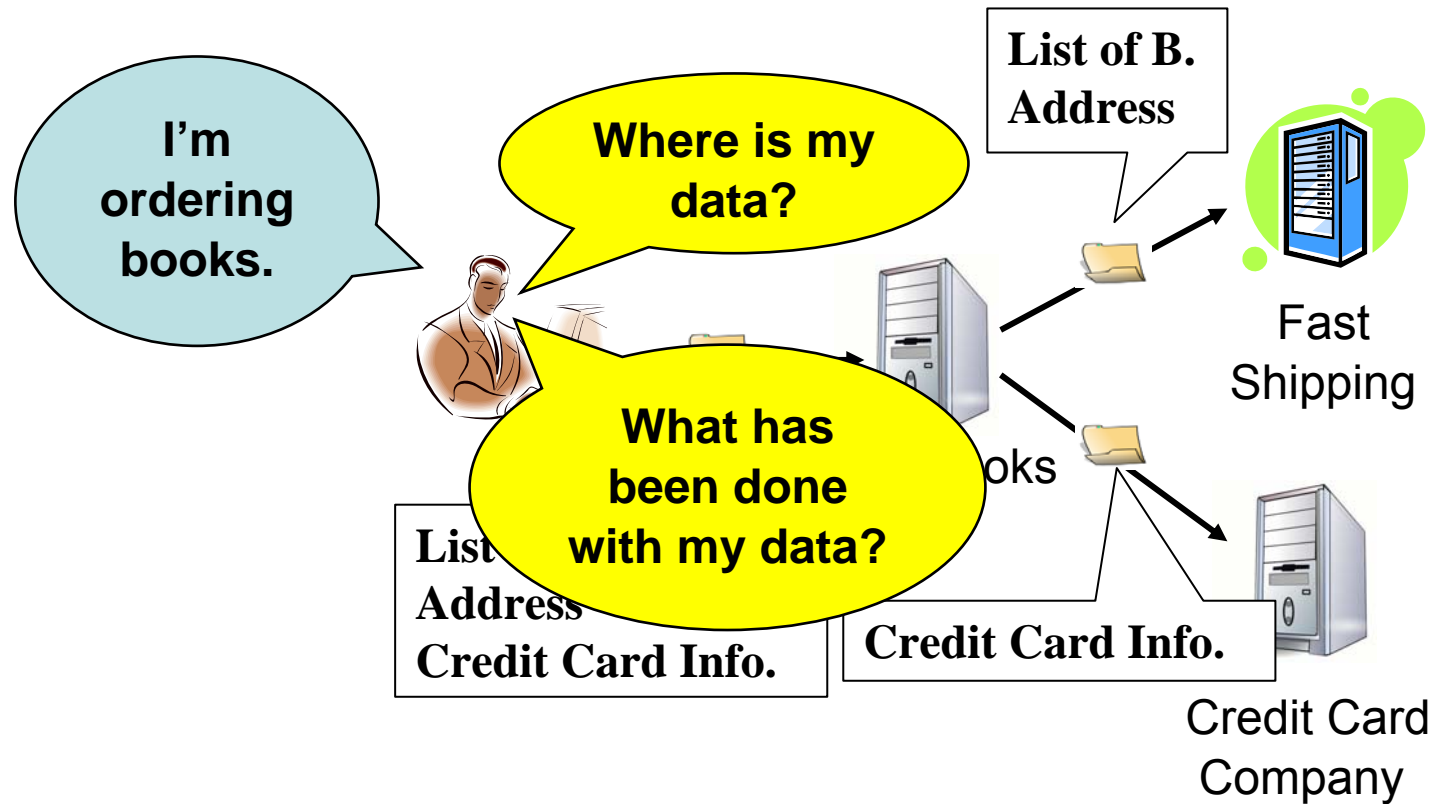 I'm
ordering
books.
Where is my
data?
List of B.
Address
Fast
Shipping
What has
been done
with my data?
oks
List
Address
Credit Card Info.
Credit Card Info.
Credit Card
Company